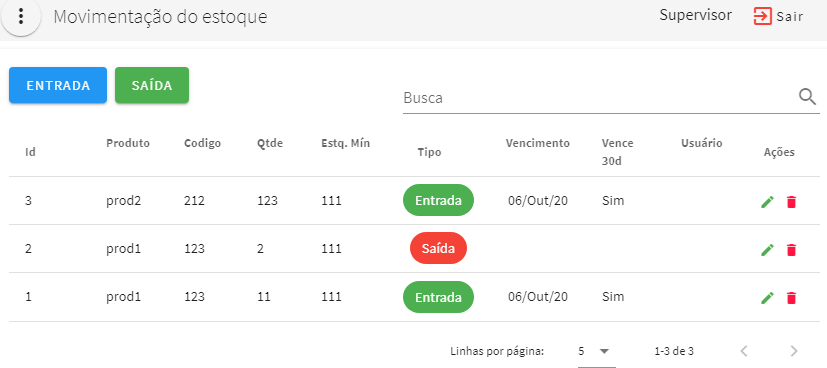 Movimentação do estoque
Supervisor
Sair
ENTRADA
SAÍDA
Busca
Id Produto Codigo Qtde Estq. Mín Tipo Vencimento Vence 30d Usuário Ações
3 prod2 212 123 111 Entrada 06/Out/20 Sim
2 prod1 123 2 111 Saída
1 prod1 123 11 111 Entrada 06/Out/20 Sim
Linhas por página: 5 1-3 de 3